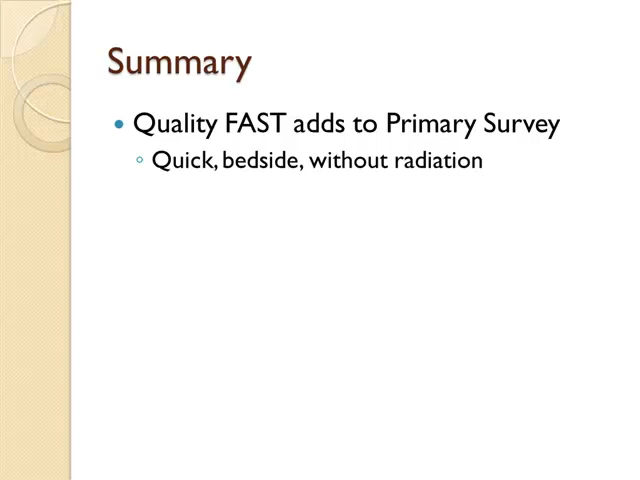 Summary
Quality FAST adds to Primary Survey
Quick, bedside, without radiation